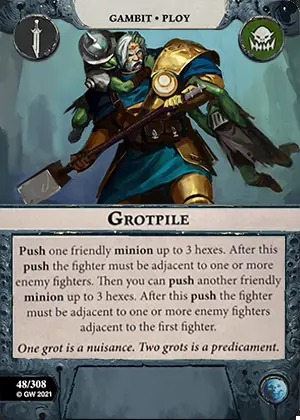 GAMBIT • PLOY
GROTPILE
Push one friendly minion up to 3 hexes. After this
push the fighter must be adjacent to one or more
enemy fighters. Then you can push another friendly
minion up to 3 hexes. After this push the fighter
must be adjacent to one or more enemy fighters
adjacent to the first fighter.
One grot is a nuisance. Two grots is a predicament.
48/308
© GW 2021